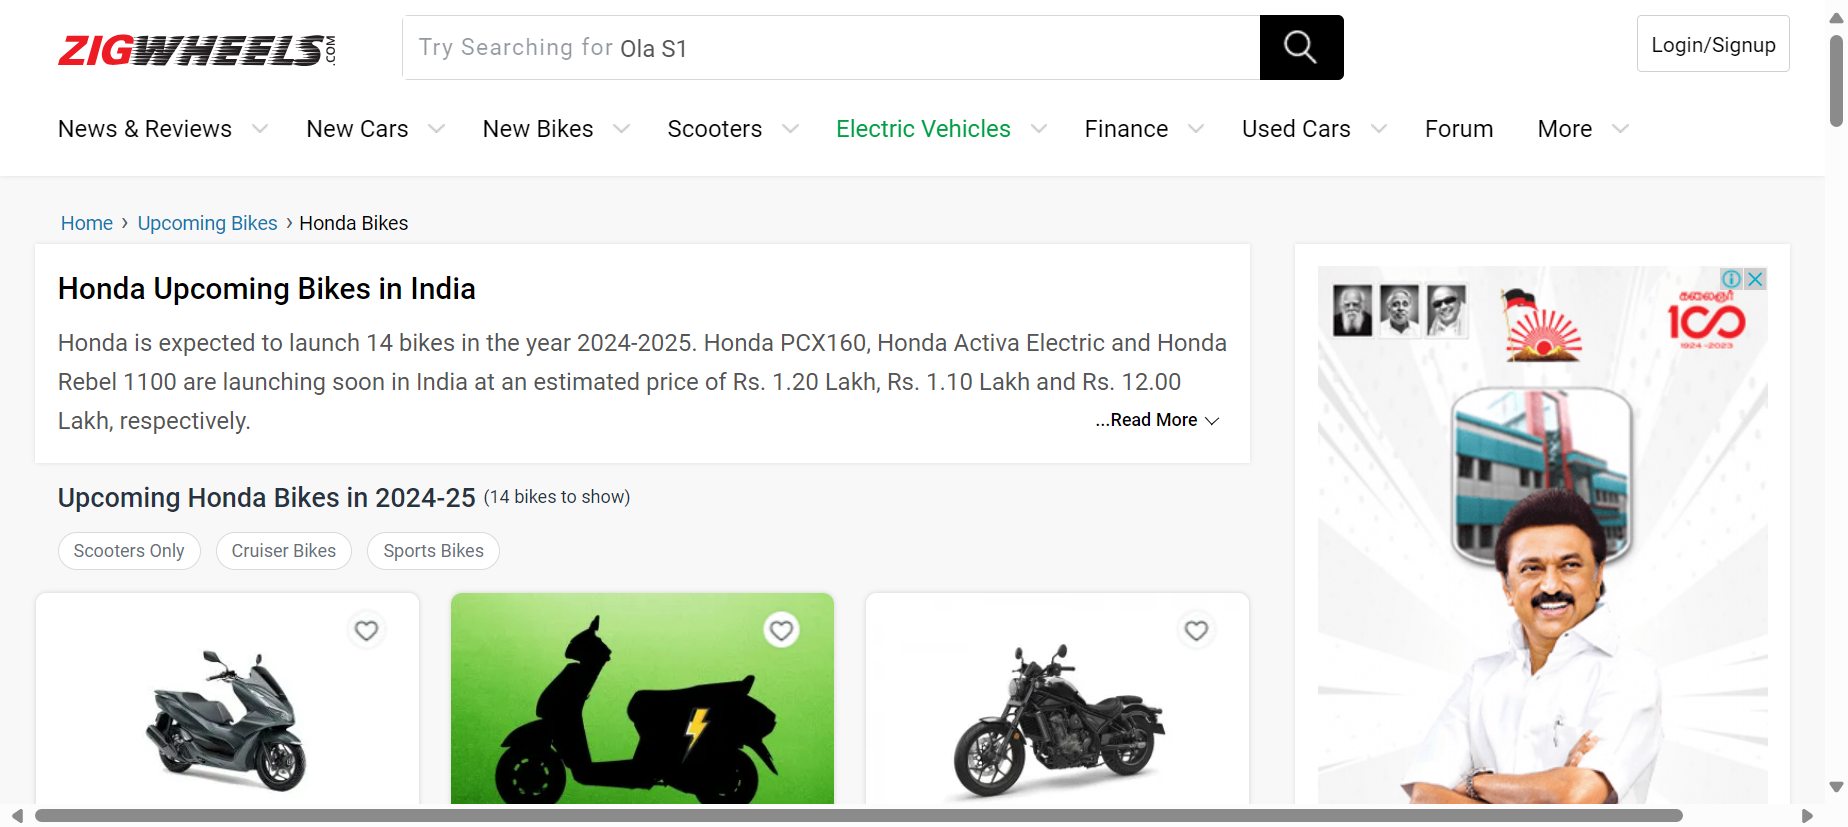 ZIGWHEELS.COM
Try Searching for Ola S1
Login/Signup
News & Reviews New Cars New Bikes Scooters Electric Vehicles Finance Used Cars Forum More
Home › Upcoming Bikes › Honda Bikes
Honda Upcoming Bikes in India
Honda is expected to launch 14 bikes in the year 2024-2025. Honda PCX160, Honda Activa Electric and Honda
Rebel 1100 are launching soon in India at an estimated price of Rs. 1.20 Lakh, Rs. 1.10 Lakh and Rs. 12.00
Lakh, respectively.
...Read More
Upcoming Honda Bikes in 2024-25 (14 bikes to show)
Scooters Only Cruiser Bikes Sports Bikes
கலைஞர்
100
1924 -2023